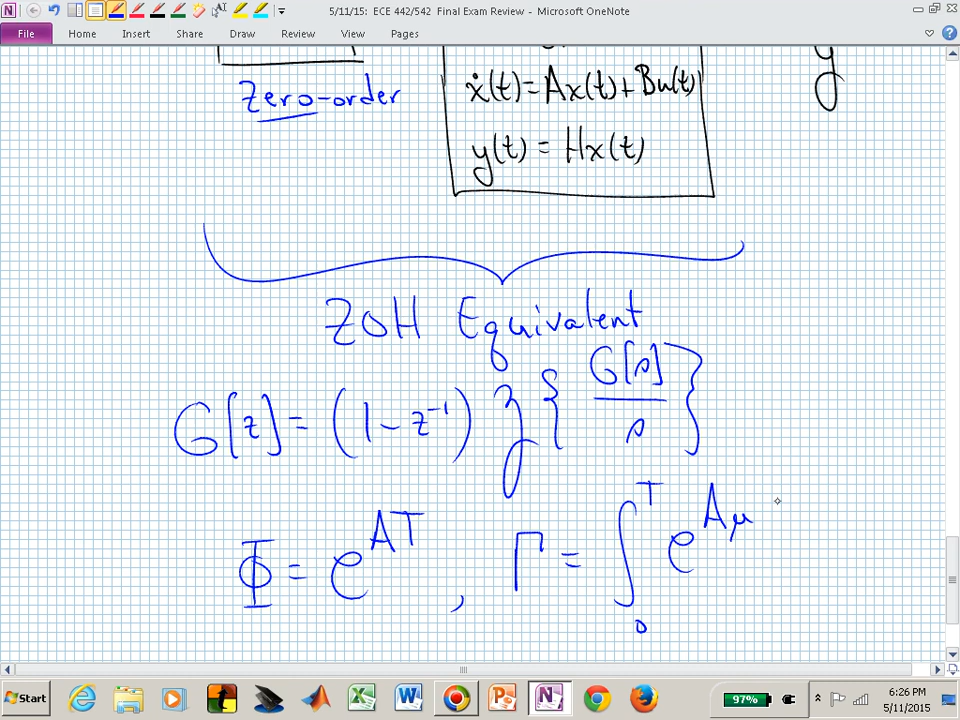 5/11/15: ECE 442/542 Final Exam Review - Microsoft OneNote
File Home Insert Share Draw Review View Pages
Zero-order
ẋ(t)=Ax(t)+Bu(t)
y(t) = Hx(t)
y
ZOH Equivalent
G[z] = (1-z⁻¹) 𝓏 { G[s] / s }
Φ = e^AT , Γ = ∫₀ᵀ e^Aμ
Start
97%
6:26 PM
5/11/2015